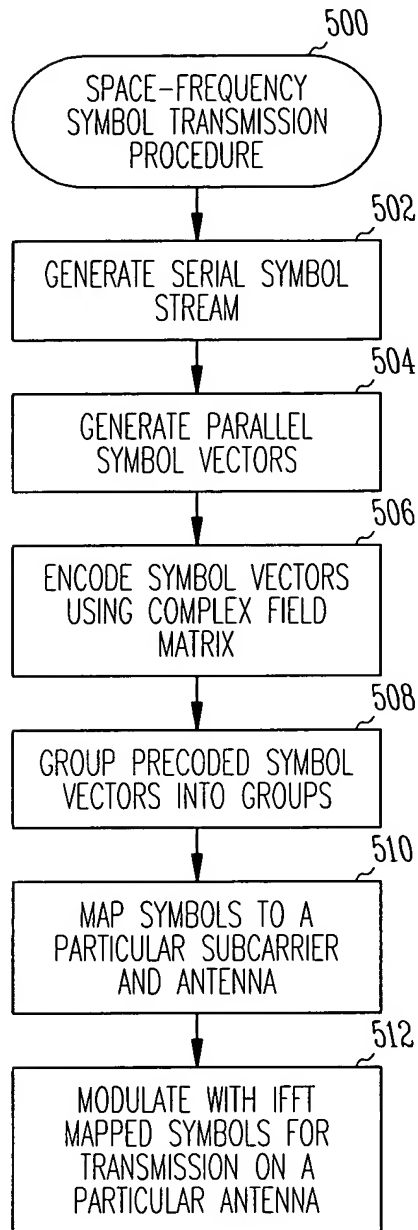 500
SPACE-FREQUENCY
SYMBOL TRANSMISSION
PROCEDURE
502
GENERATE SERIAL SYMBOL
STREAM
504
GENERATE PARALLEL
SYMBOL VECTORS
506
ENCODE SYMBOL VECTORS
USING COMPLEX FIELD
MATRIX
508
GROUP PRECODED SYMBOL
VECTORS INTO GROUPS
510
MAP SYMBOLS TO A
PARTICULAR SUBCARRIER
AND ANTENNA
512
MODULATE WITH IFFT
MAPPED SYMBOLS FOR
TRANSMISSION ON A
PARTICULAR ANTENNA